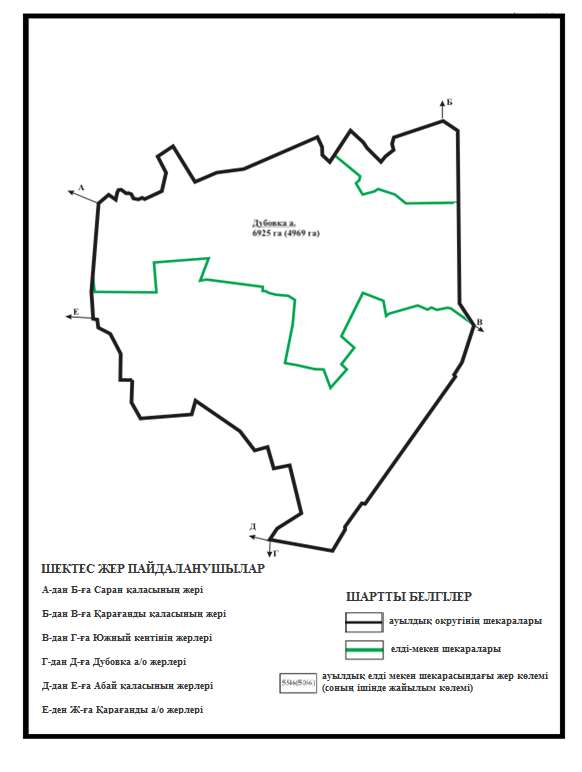 Б
А
Дубовка а.
6925 га (4969 га)
Е
В
Д
Г
ШЕКТЕС ЖЕР ПАЙДАЛАНУШЫЛАР
А-дан Б-ға Саран қаласының жері
Б-дан В-ға Қарағанды қаласының жері
В-дан Г-ға Южный кентінің жерлері
Г-дан Д-ға Дубовка а/о жерлері
Д-дан Е-ға Абай қаласының жерлері
Е-ден Ж-ға Қарағанды а/о жерлері
ШАРТТЫ БЕЛГІЛЕР
ауылдық округінің шекаралары
елді-мекен шекаралары
ауылдық елді мекен шекарасындағы жер көлемі
(соның ішінде жайылым көлемі)